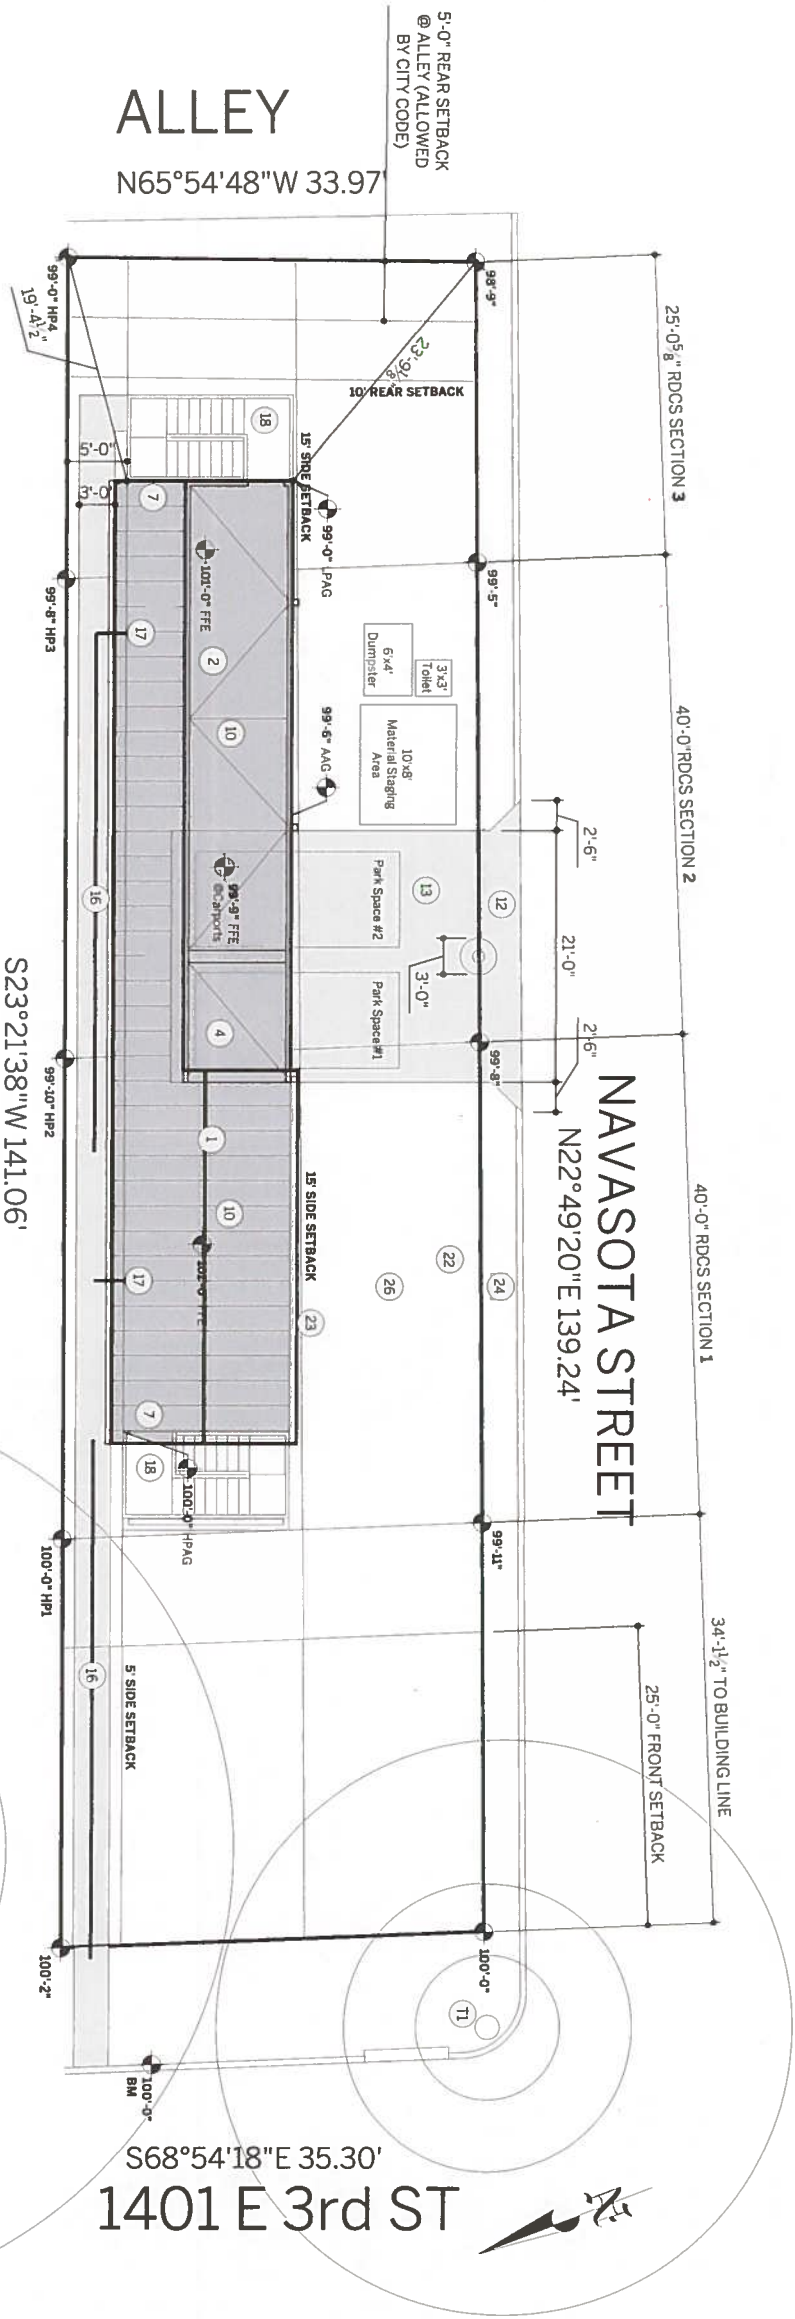 5'-0" REAR SETBACK
@ ALLEY (ALLOWED
BY CITY CODE)
ALLEY
N65°54'48"W 33.97'
98'-9"
99'-0" HP4
19'-4½"
23'-9⅛"
25'-0⅝" RDCS SECTION 3
10' REAR SETBACK
18
15' SIDE SETBACK
5'-0"
3'-0"
7
99'-0" LPAG
99'-5"
99'-8" HP3
101'-0" FFE
17
2
6'x4'
Dumpster
3'x3'
Toilet
10
99'-6" AAG
10'x8'
Material Staging
Area
40'-0" RDCS SECTION 2
2'-6"
21'-0"
2'-6"
16
99'-9" FFE
@Carports
Park Space #2
13
12
3'-0"
4
Park Space #1
99'-8"
99'-10" HP2
S23°21'38"W 141.06'
NAVASOTA STREET
N22°49'20"E 139.24'
1
10
15' SIDE SETBACK
22
24
26
40'-0" RDCS SECTION 1
17
101'-0" FFE
23
7
18
100'-0" HPAG
99'-11"
100'-0" HP1
16
5' SIDE SETBACK
34'-1½" TO BUILDING LINE
25'-0" FRONT SETBACK
100'-2"
100'-0"
T1
100'-0"
BM
S68°54'18"E 35.30'
1401 E 3rd ST
N